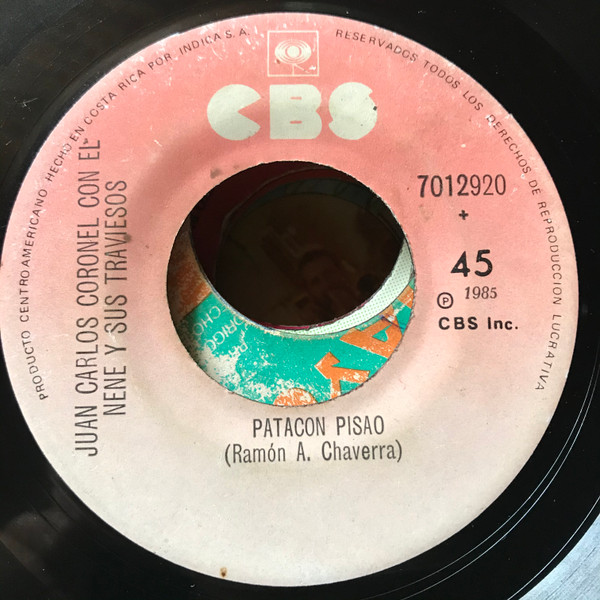 PRODUCTO CENTROAMERICANO HECHO EN COSTA RICA POR INDICA S.A.
RESERVADOS TODOS LOS DERECHOS DE REPRODUCCION LUCRATIVA
CBS
JUAN CARLOS CORONEL CON EL
NENE Y SUS TRAVIESOS
7012920
+
45
℗ 1985
CBS Inc.
PATACON PISAO
(Ramón A. Chaverra)